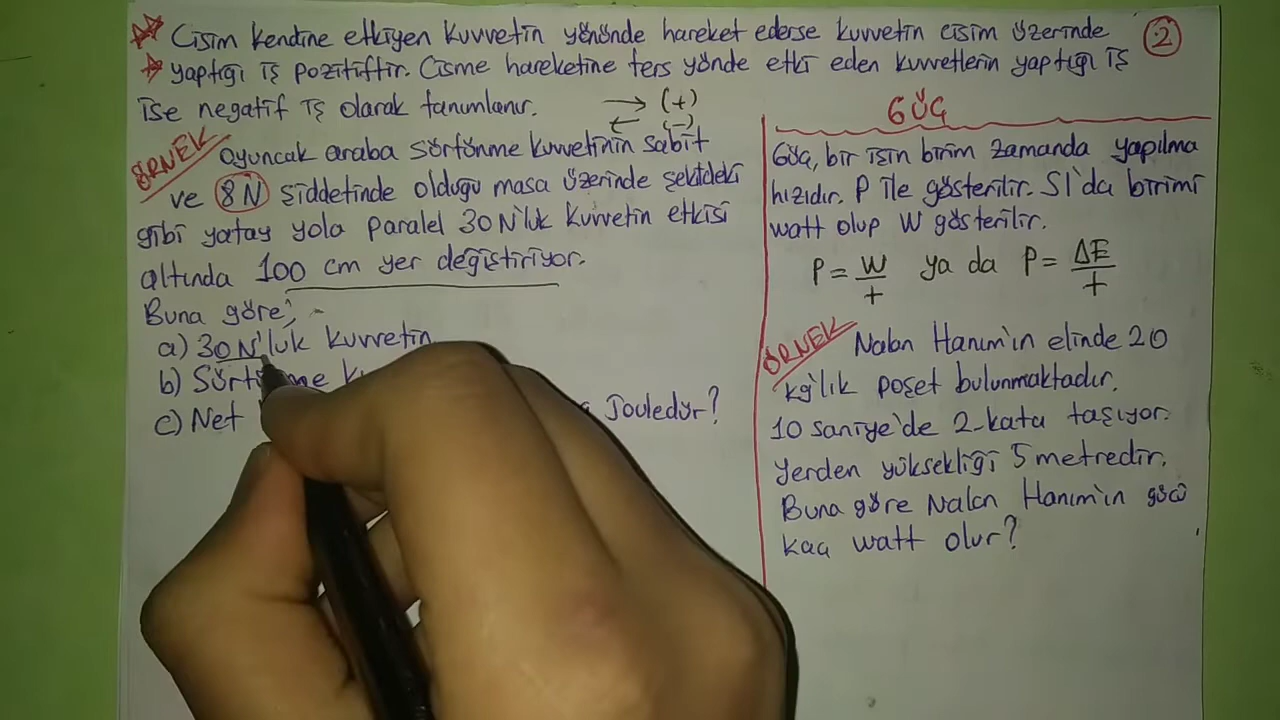 Cisim kendine etkiyen kuvvetin yönünde hareket ederse kuvvetin cisim üzerinde
2
yaptığı iş pozitiftir. Cisme hareketine ters yönde etki eden kuvvetlerin yaptığı iş
ise negatif iş olarak tanımlanır. → (+)
← (-)
ÖRNEK
Oyuncak araba sürtünme kuvvetinin sabit
ve 8N şiddetinde olduğu masa üzerinde şekildeki
gibi yatay yola paralel 30 N'luk kuvvetin etkisi
altında 100 cm yer değiştiriyor.
Buna göre;
a) 30N'luk kuvvetin
b)
c) Net Jouledür?
GÜÇ
Güç, bir işin birim zamanda yapılma
hızıdır. P ile gösterilir. SI'da birimi
watt olup W gösterilir.
P = W/t ya da P = ΔE/t
ÖRNEK
Nalan Hanım'ın elinde 20
kg'lık poşet bulunmaktadır.
10 saniye'de 2.katu taşıyor.
Yerden yüksekliği 5 metredir.
Buna göre Nalan Hanım'ın gücü
kaç watt olur?